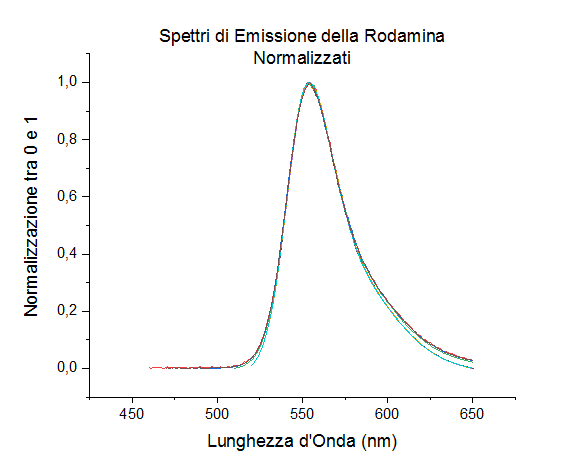 Spettri di Emissione della Rodamina
Normalizzati
Normalizzazione tra 0 e 1
1,0
0,8
0,6
0,4
0,2
0,0
450 500 550 600 650
Lunghezza d'Onda (nm)